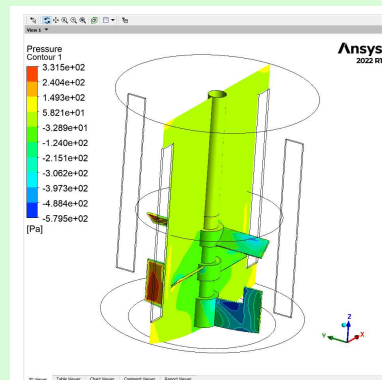 View 1
Ansys
2022 R1
Pressure
Contour 1
3.315e+02
2.404e+02
1.493e+02
5.821e+01
-3.289e+01
-1.240e+02
-2.151e+02
-3.062e+02
-3.973e+02
-4.884e+02
-5.795e+02
[Pa]
Z
Y
X
3D Viewer Table Viewer Chart Viewer Comment Viewer Report Viewer